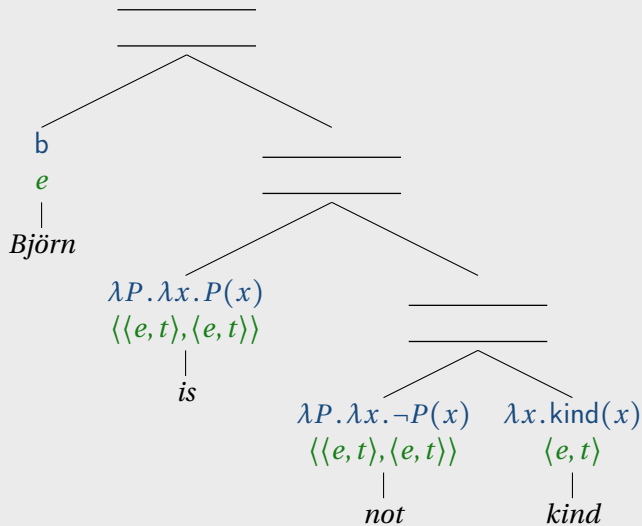 b
e
Björn
λP.λx.P(x)
⟨⟨e,t⟩,⟨e,t⟩⟩
is
λP.λx.¬P(x)
⟨⟨e,t⟩,⟨e,t⟩⟩
not
λx.kind(x)
⟨e,t⟩
kind